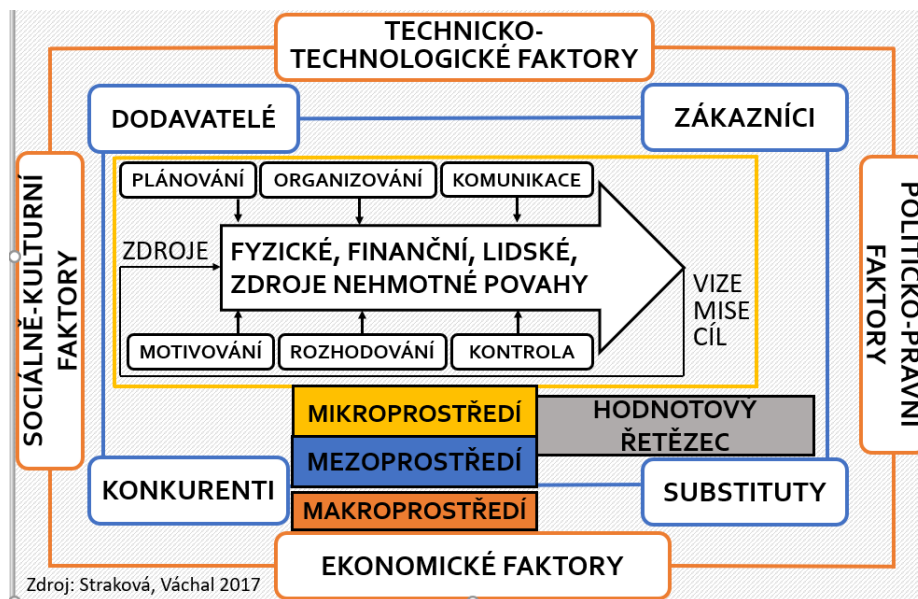 TECHNICKO-
TECHNOLOGICKÉ FAKTORY
DODAVATELÉ
ZÁKAZNÍCI
SOCIÁLNĚ-KULTURNÍ
FAKTORY
POLITICKO-PRÁVNÍ
FAKTORY
PLÁNOVÁNÍ
ORGANIZOVÁNÍ
KOMUNIKACE
ZDROJE
FYZICKÉ, FINANČNÍ, LIDSKÉ,
ZDROJE NEHMOTNÉ POVAHY
VIZE
MISE
CÍL
MOTIVOVÁNÍ
ROZHODOVÁNÍ
KONTROLA
MIKROPROSTŘEDÍ
HODNOTOVÝ
ŘETĚZEC
MEZOPROSTŘEDÍ
KONKURENTI
SUBSTITUTY
MAKROPROSTŘEDÍ
EKONOMICKÉ FAKTORY
Zdroj: Straková, Váchal 2017